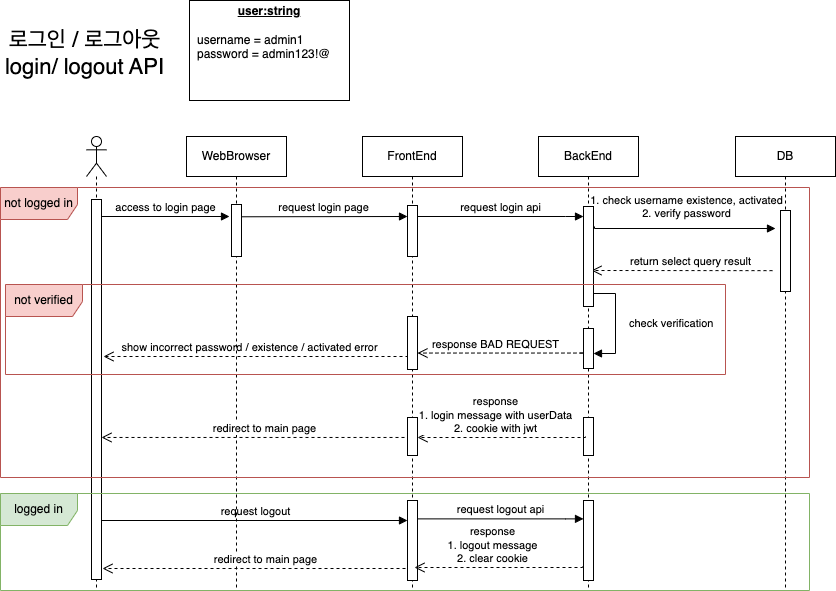 로그인 / 로그아웃
login/ logout API
user:string
username = admin1
password = admin123!@
WebBrowser
FrontEnd
BackEnd
DB
not logged in
access to login page
request login page
request login api
1. check username existence, activated
2. verify password
return select query result
not verified
check verification
response BAD REQUEST
show incorrect password / existence / activated error
response
1. login message with userData
2. cookie with jwt
redirect to main page
logged in
request logout
request logout api
response
1. logout message
2. clear cookie
redirect to main page